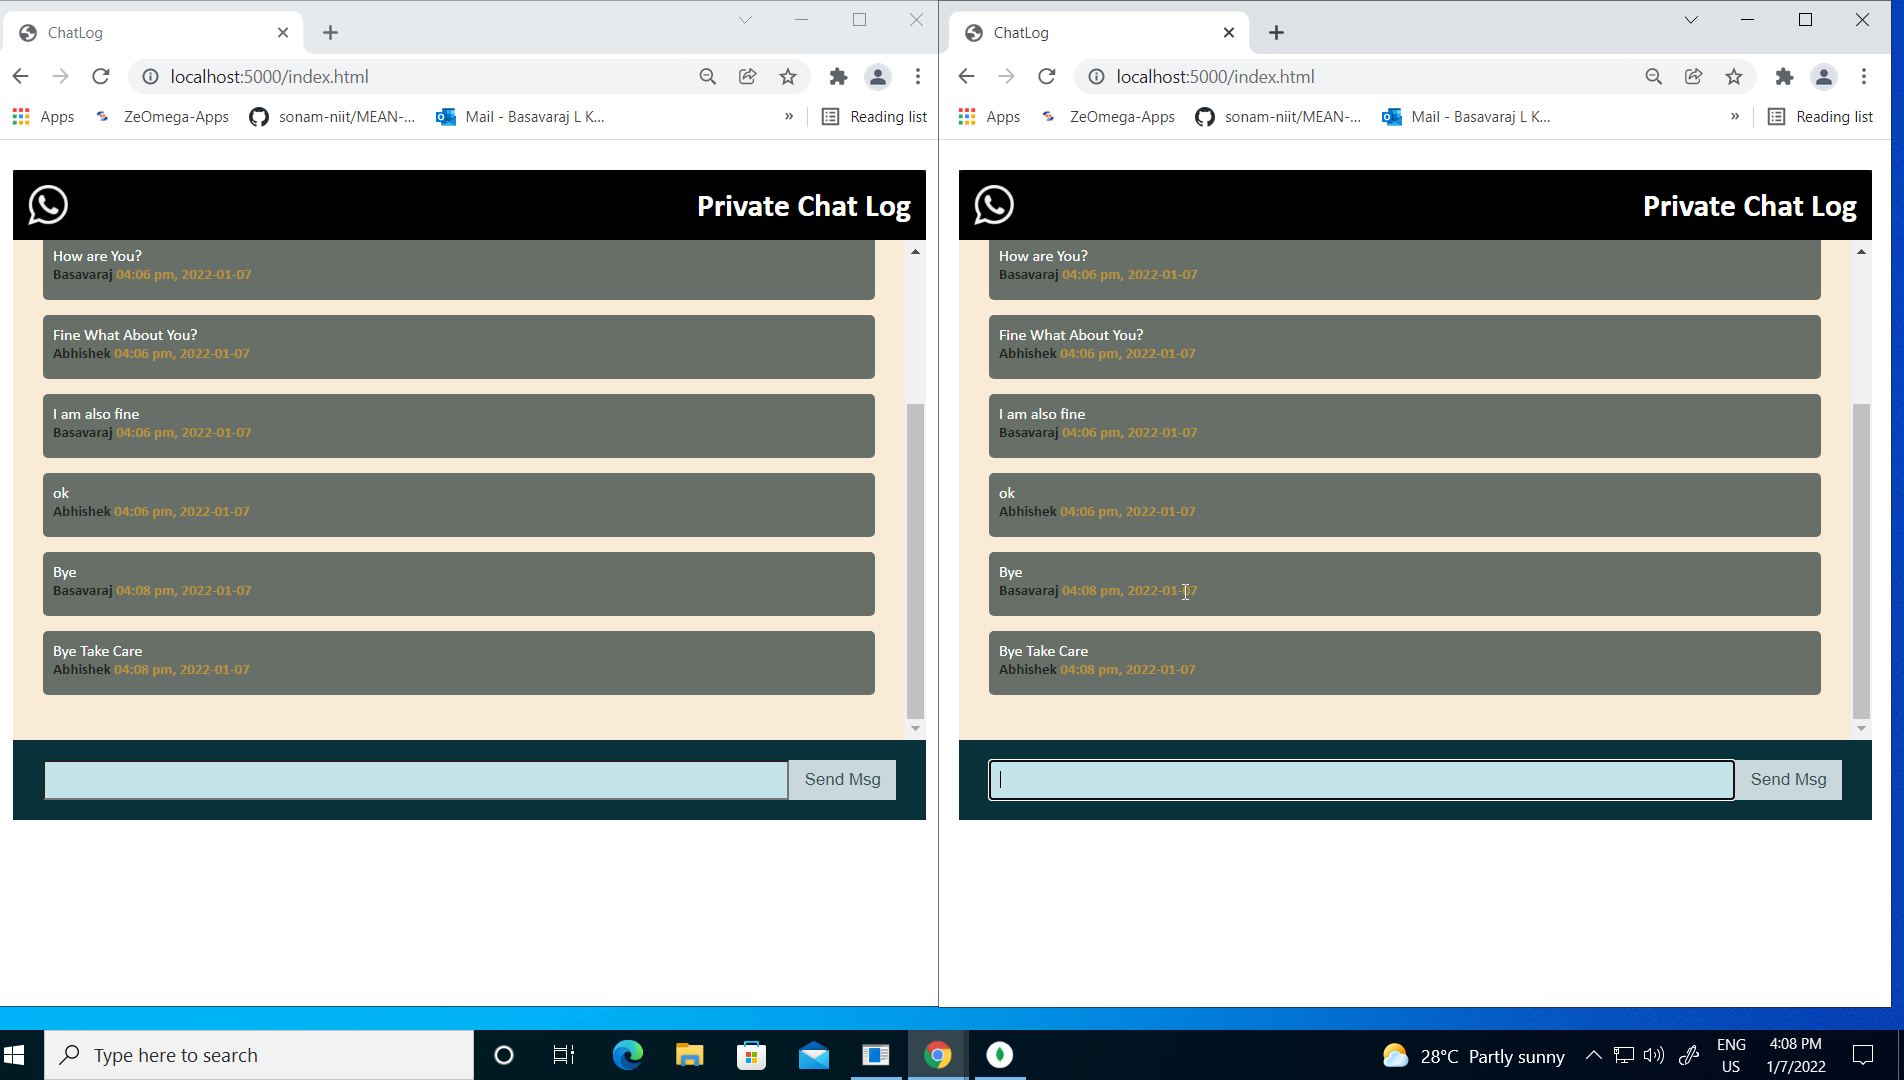 ChatLog
localhost:5000/index.html
Apps ZeOmega-Apps sonam-niit/MEAN-... Mail - Basavaraj L K... » Reading list
Private Chat Log
How are You?
Basavaraj 04:06 pm, 2022-01-07
Fine What About You?
Abhishek 04:06 pm, 2022-01-07
I am also fine
Basavaraj 04:06 pm, 2022-01-07
ok
Abhishek 04:06 pm, 2022-01-07
Bye
Basavaraj 04:08 pm, 2022-01-07
Bye Take Care
Abhishek 04:08 pm, 2022-01-07
Send Msg
ChatLog
localhost:5000/index.html
Apps ZeOmega-Apps sonam-niit/MEAN-... Mail - Basavaraj L K... » Reading list
Private Chat Log
How are You?
Basavaraj 04:06 pm, 2022-01-07
Fine What About You?
Abhishek 04:06 pm, 2022-01-07
I am also fine
Basavaraj 04:06 pm, 2022-01-07
ok
Abhishek 04:06 pm, 2022-01-07
Bye
Basavaraj 04:08 pm, 2022-01-07
Bye Take Care
Abhishek 04:08 pm, 2022-01-07
Send Msg
Type here to search
28°C Partly sunny
ENG
US
4:08 PM
1/7/2022